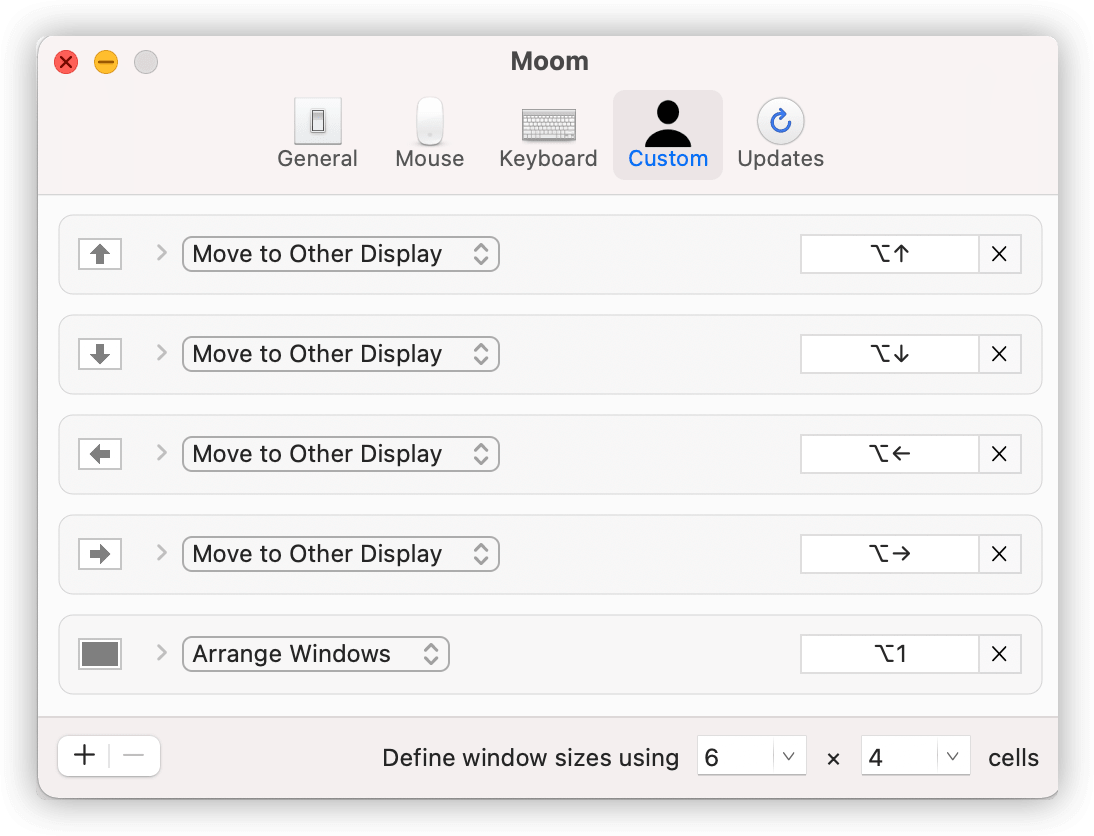 Moom
General Mouse Keyboard Custom Updates
Move to Other Display ⌥↑ ×
Move to Other Display ⌥↓ ×
Move to Other Display ⌥← ×
Move to Other Display ⌥→ ×
Arrange Windows ⌥1 ×
+ − Define window sizes using 6 × 4 cells